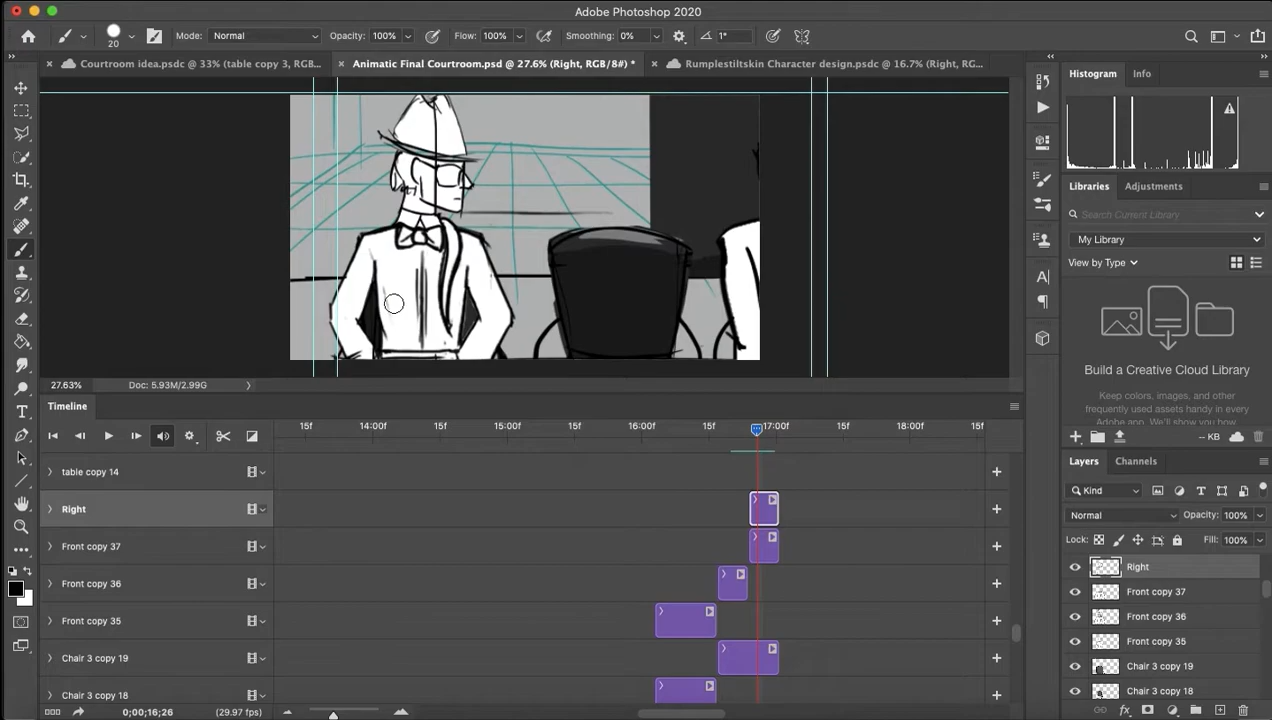 Adobe Photoshop 2020
20 Mode: Normal Opacity: 100% Flow: 100% Smoothing: 0% 1°
Courtroom idea.psdc @ 33% (table copy 3, RGB... Animatic Final Courtroom.psd @ 27.6% (Right, RGB/8#) * Rumplestiltskin Character design.psdc @ 16.7% (Right, RG...
Histogram Info
Libraries Adjustments
Search Current Library
My Library
View by Type
Build a Creative Cloud Library
Keep colors, images, and other
frequently used assets handy in every
-- KB
27.63% Doc: 5.93M/2.99G
Timeline
15f 14:00f 15f 15:00f 15f 16:00f 15f 17:00f 15f 18:00f 15f
table copy 14
Right
Front copy 37
Front copy 36
Front copy 35
Chair 3 copy 19
Chair 3 copy 18
0;00;16;26 (29.97 fps)
Layers Channels
Kind
Normal Opacity: 100%
Lock: Fill: 100%
Right
Front copy 37
Front copy 36
Front copy 35
Chair 3 copy 19
Chair 3 copy 18
fx